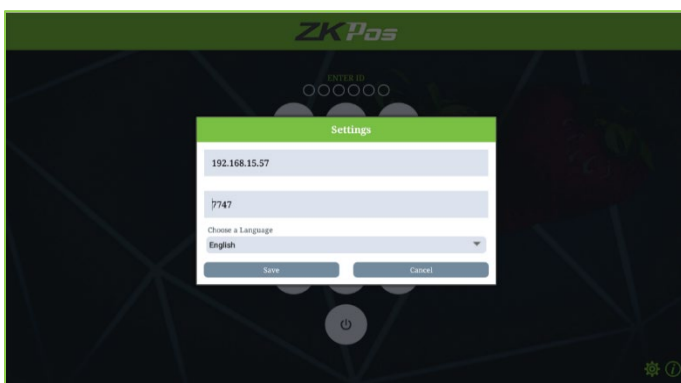 ZKPos
ENTER ID
Settings
192.168.15.57
7747
Choose a Language
English
Save Cancel